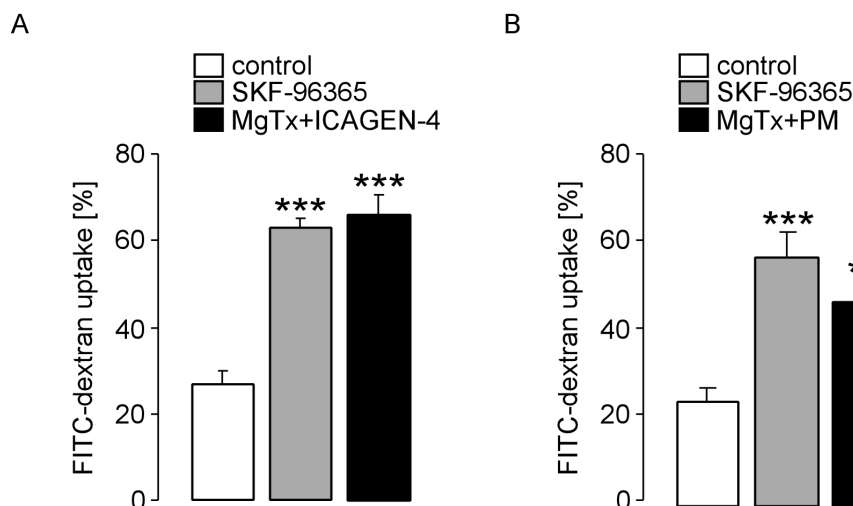 A
control
SKF-96365
MgTx+ICAGEN-4
FITC-dextran uptake [%]
80
60
40
20
0
***
***
B
control
SKF-96365
MgTx+PM
FITC-dextran uptake [%]
80
60
40
20
0
***
*